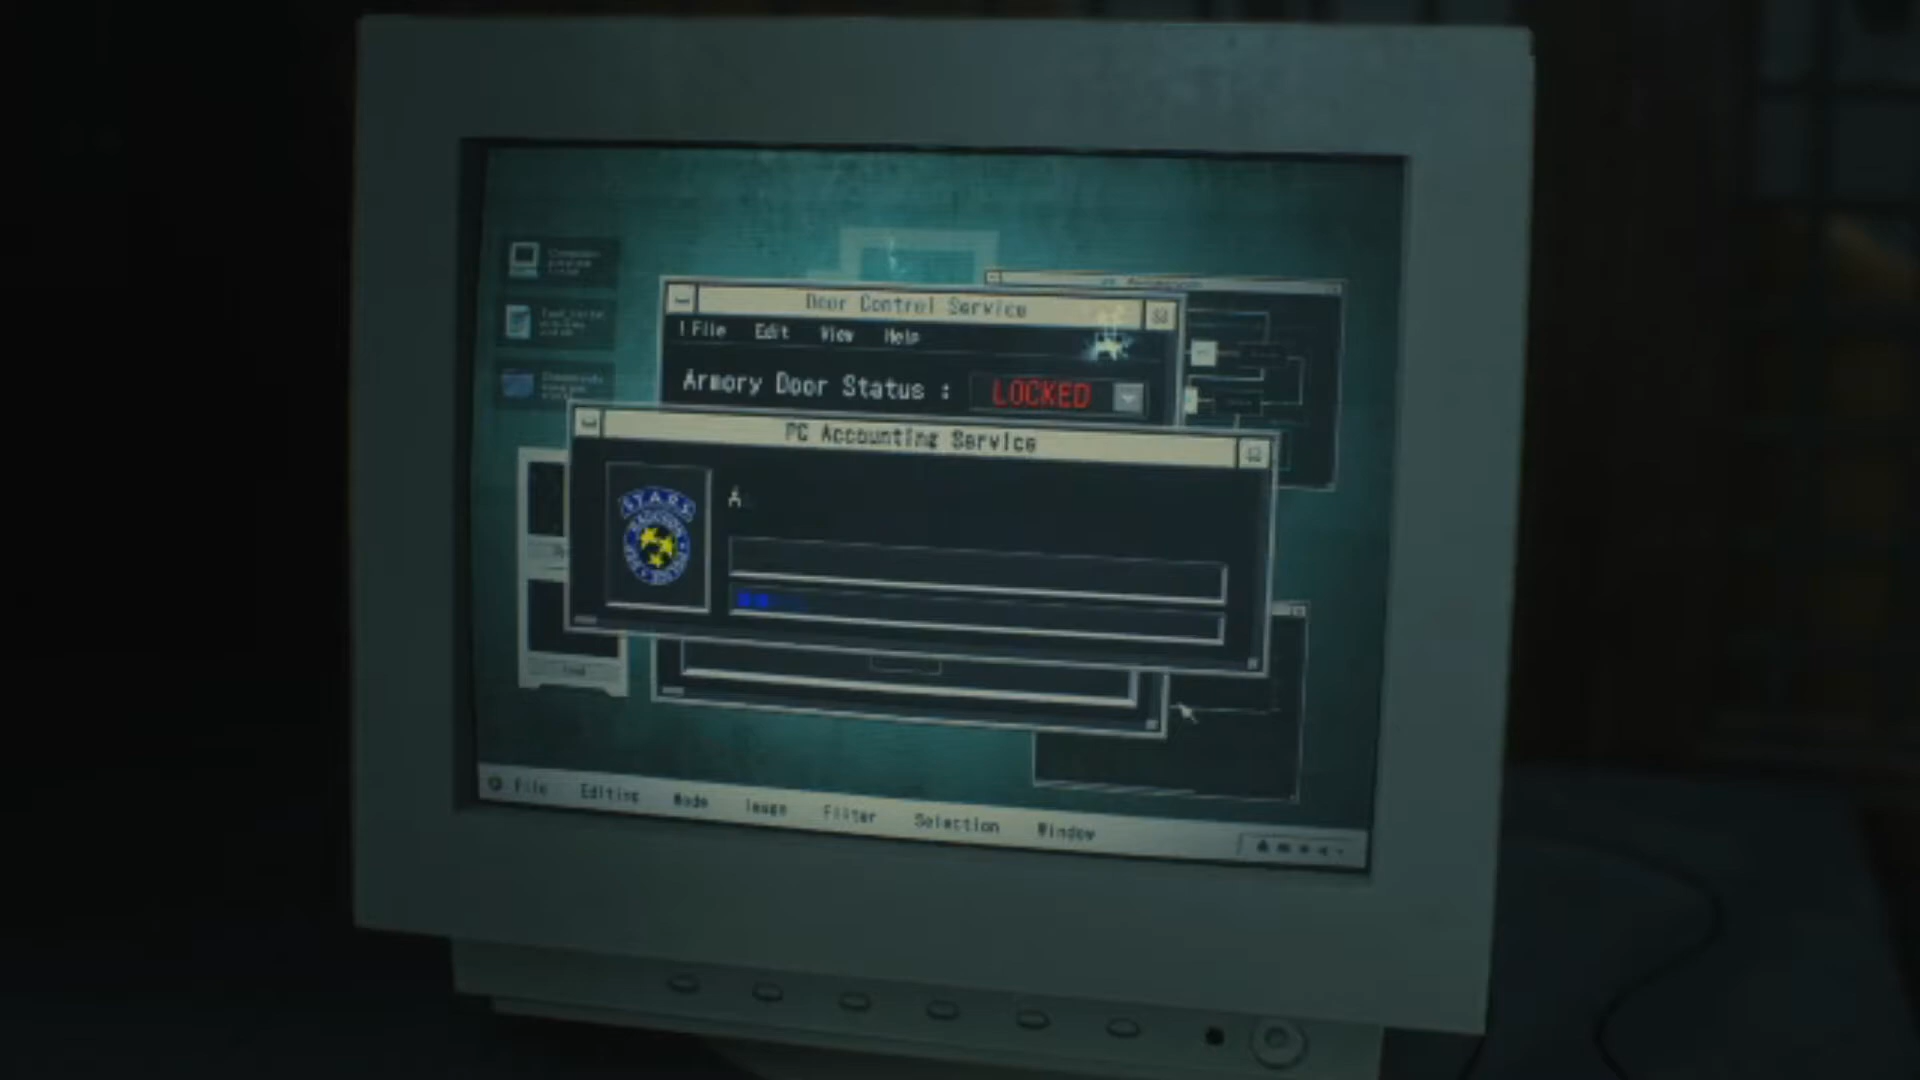 Door Control Service
File Edit View Help
Armory Door Status :
LOCKED
PC Accounting Service
S.T.A.R.S.
RACCOON
A
File Editing Mode Image Filter Selection Window